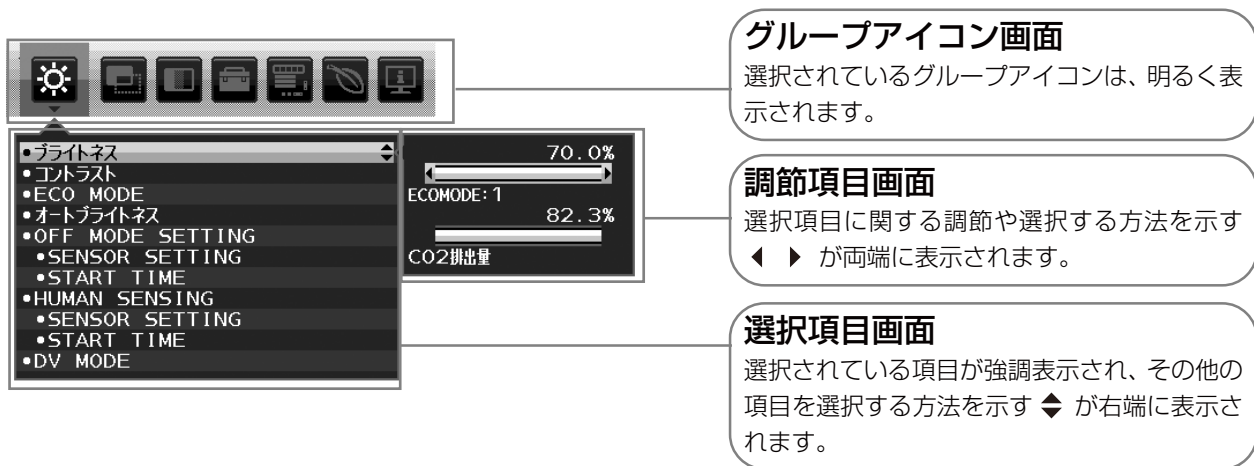 グループアイコン画面
選択されているグループアイコンは、明るく表
示されます。
•ブライトネス
•コントラスト
•ECO MODE
•オートブライトネス
•OFF MODE SETTING
•SENSOR SETTING
•START TIME
•HUMAN SENSING
•SENSOR SETTING
•START TIME
•DV MODE
70.0%
ECOMODE:1
82.3%
CO2排出量
調節項目画面
選択項目に関する調節や選択する方法を示す
◀ ▶ が両端に表示されます。
選択項目画面
選択されている項目が強調表示され、その他の
項目を選択する方法を示す ◆ が右端に表示さ
れます。